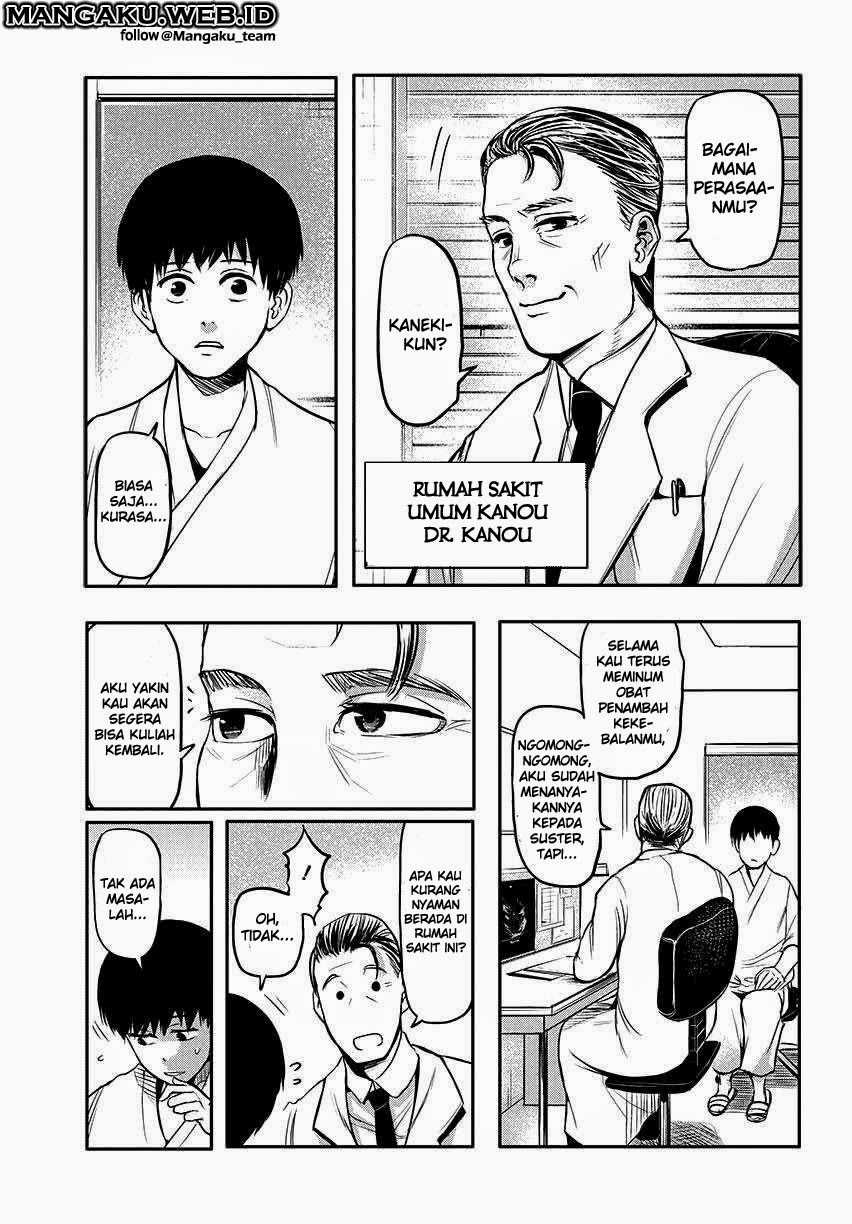 MANGAKU.WEB.ID
follow @Mangaku_team
BAGAI-
MANA
PERASAA-
NMU?
KANEKI-
KUN?
RUMAH SAKIT
UMUM KANOU
DR. KANOU
BIASA
SAJA...
KURASA...
SELAMA
KAU TERUS
MEMINUM
OBAT
PENAMBAH
KEKE-
BALANMU,
AKU YAKIN
KAU AKAN
SEGERA
BISA KULIAH
KEMBALI.
NGOMONG-
NGOMONG,
AKU SUDAH
MENANYA-
KANNYA
KEPADA
SUSTER,
TAPI...
APA KAU
KURANG
NYAMAN
BERADA DI
RUMAH
SAKIT INI?
!
OH,
TIDAK...
TAK ADA
MASA-
LAH...